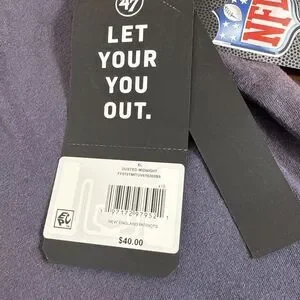 47
LET
YOUR
YOU
OUT.
NFL
XL
DUSTED MIDNIGHT
NEW ENGLAND PATRIOTS
$40.00